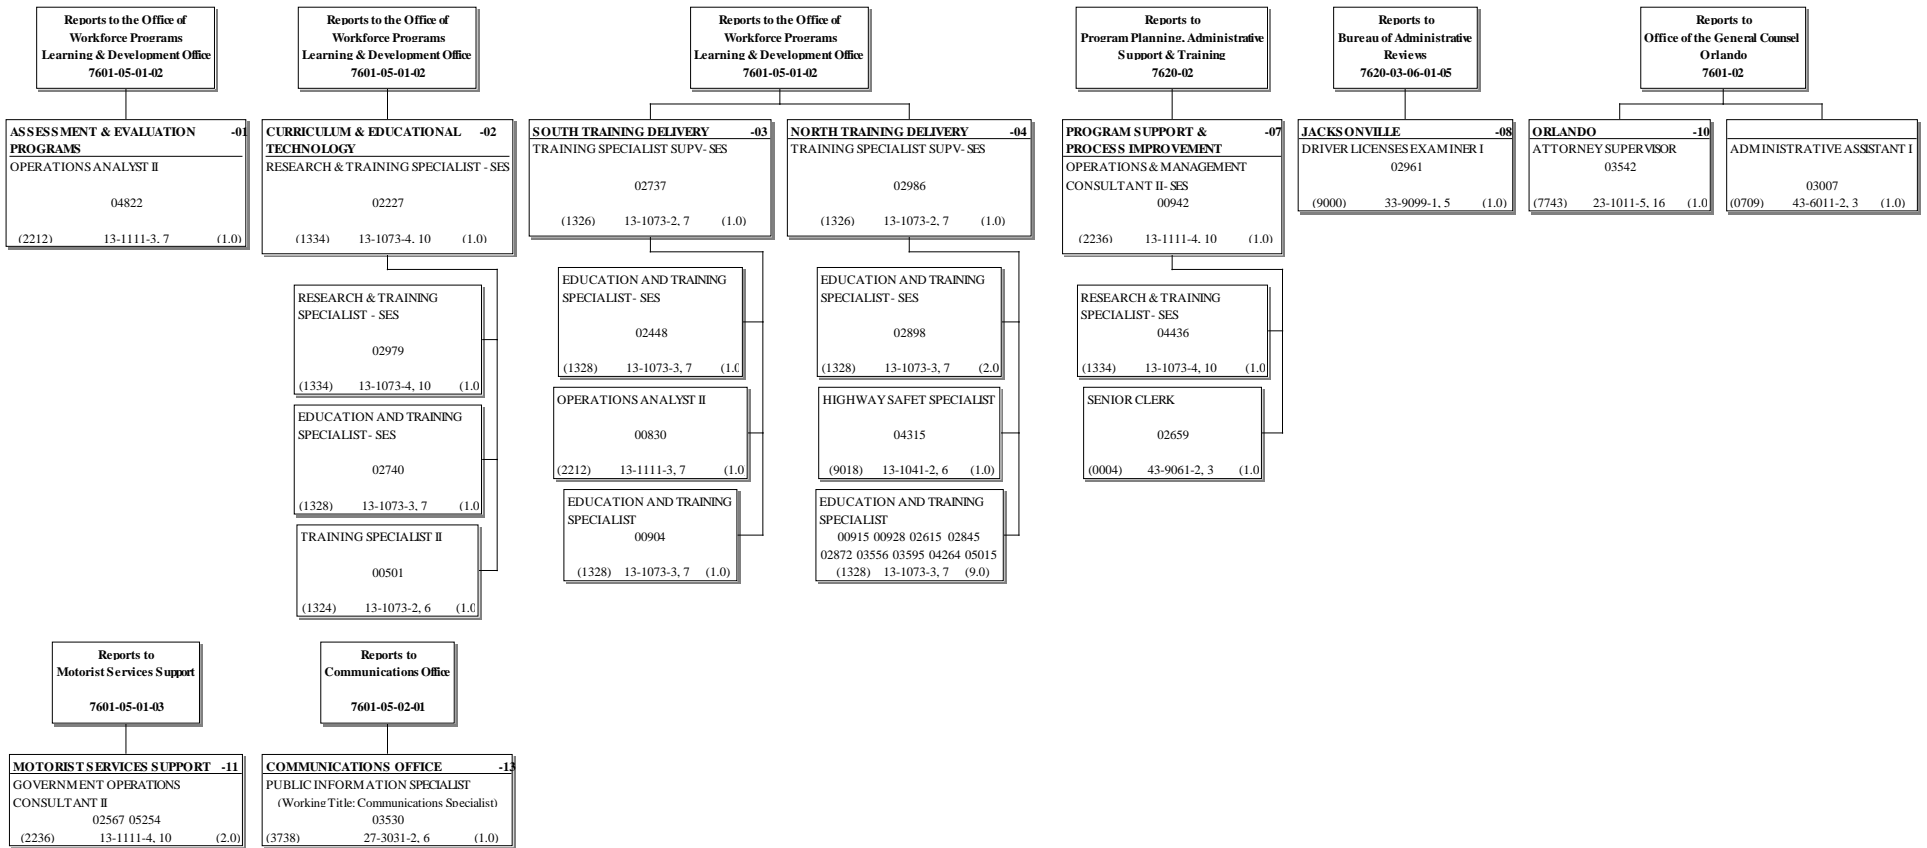 Reports to the Office of
Workforce Programs
Learning & Development Office
7601-05-01-02
ASSESSMENT & EVALUATION -01
PROGRAMS
OPERATIONS ANALYST II
04822
(2212) 13-1111-3, 7 (1.0)
Reports to the Office of
Workforce Programs
Learning & Development Office
7601-05-01-02
CURRICULUM & EDUCATIONAL -02
TECHNOLOGY
RESEARCH & TRAINING SPECIALIST - SES
02227
(1334) 13-1073-4, 10 (1.0)
RESEARCH & TRAINING
SPECIALIST - SES
02979
(1334) 13-1073-4, 10 (1.0
EDUCATION AND TRAINING
SPECIALIST- SES
02740
(1328) 13-1073-3, 7 (1.0
TRAINING SPECIALIST II
00501
(1324) 13-1073-2, 6 (1.0
Reports to the Office of
Workforce Programs
Learning & Development Office
7601-05-01-02
SOUTH TRAINING DELIVERY -03
TRAINING SPECIALIST SUPV- SES
02737
(1326) 13-1073-2, 7 (1.0)
EDUCATION AND TRAINING
SPECIALIST- SES
02448
(1328) 13-1073-3, 7 (1.0
OPERATIONS ANALYST II
00830
(2212) 13-1111-3, 7 (1.0
EDUCATION AND TRAINING
SPECIALIST
00904
(1328) 13-1073-3, 7 (1.0)
NORTH TRAINING DELIVERY -04
TRAINING SPECIALIST SUPV- SES
02986
(1326) 13-1073-2, 7 (1.0)
EDUCATION AND TRAINING
SPECIALIST- SES
02898
(1328) 13-1073-3, 7 (2.0
HIGHWAY SAFET SPECIALIST
04315
(9018) 13-1041-2, 6 (1.0)
EDUCATION AND TRAINING
SPECIALIST
00915 00928 02615 02845
02872 03556 03595 04264 05015
(1328) 13-1073-3, 7 (9.0)
Reports to
Program Planning, Administrative
Support & Training
7620-02
PROGRAM SUPPORT & -07
PROCESS IMPROVEMENT
OPERATIONS & MANAGEMENT
CONSULTANT II- SES
00942
(2236) 13-1111-4, 10 (1.0)
RESEARCH & TRAINING
SPECIALIST- SES
04436
(1334) 13-1073-4, 10 (1.0
SENIOR CLERK
02659
(0004) 43-9061-2, 3 (1.0
Reports to
Bureau of Administrative
Reviews
7620-03-06-01-05
JACKSONVILLE -08
DRIVER LICENSES EXAMINER I
02961
(9000) 33-9099-1, 5 (1.0)
Reports to
Office of the General Counsel
Orlando
7601-02
ORLANDO -10
ATTORNEY SUPERVISOR
03542
(7743) 23-1011-5, 16 (1.0
ADMINISTRATIVE ASSISTANT I
03007
(0709) 43-6011-2, 3 (1.0)
Reports to
Motorist Services Support
7601-05-01-03
MOTORIST SERVICES SUPPORT -11
GOVERNMENT OPERATIONS
CONSULTANT II
02567 05254
(2236) 13-1111-4, 10 (2.0)
Reports to
Communications Office
7601-05-02-01
COMMUNICATIONS OFFICE -13
PUBLIC INFORMATION SPECIALIST
(Working Title: Communications Specialist)
03530
(3738) 27-3031-2, 6 (1.0)